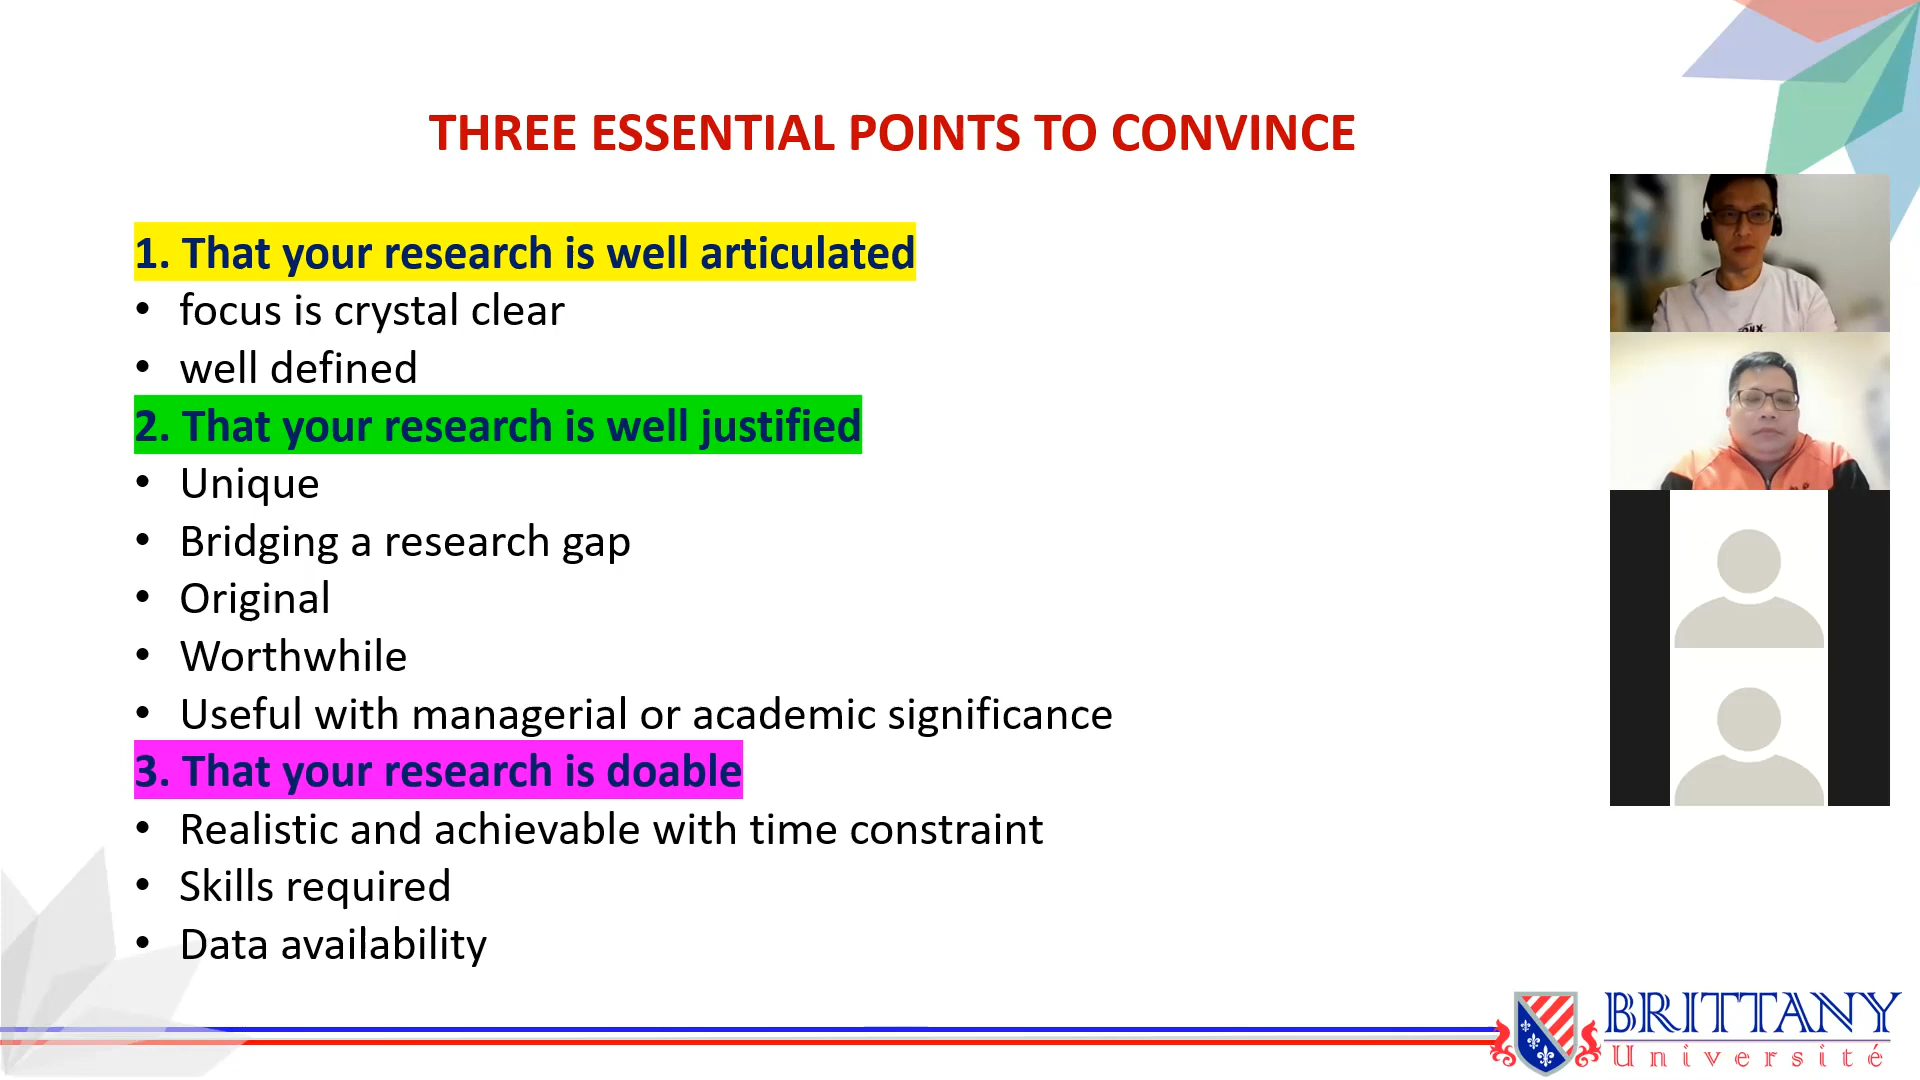 THREE ESSENTIAL POINTS TO CONVINCE
1. That your research is well articulated
• focus is crystal clear
• well defined
2. That your research is well justified
• Unique
• Bridging a research gap
• Original
• Worthwhile
• Useful with managerial or academic significance
3. That your research is doable
• Realistic and achievable with time constraint
• Skills required
• Data availability
BRITTANY
Université